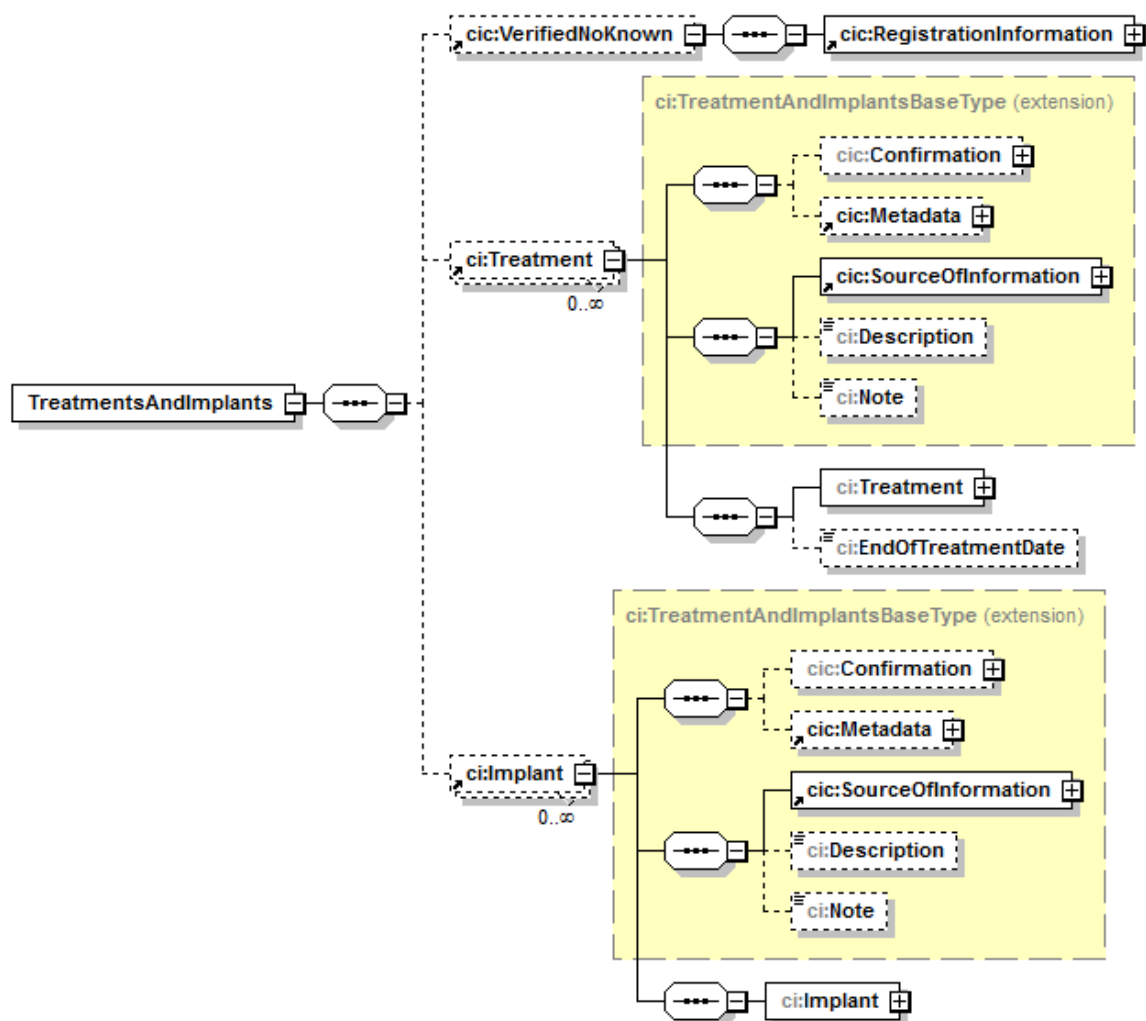 cic:VerifiedNoKnown
cic:RegistrationInformation
ci:TreatmentAndImplantsBaseType (extension)
cic:Confirmation
cic:Metadata
ci:Treatment
0..∞
cic:SourceOfInformation
ci:Description
ci:Note
TreatmentsAndImplants
ci:Treatment
ci:EndOfTreatmentDate
ci:TreatmentAndImplantsBaseType (extension)
cic:Confirmation
cic:Metadata
ci:Implant
0..∞
cic:SourceOfInformation
ci:Description
ci:Note
ci:Implant